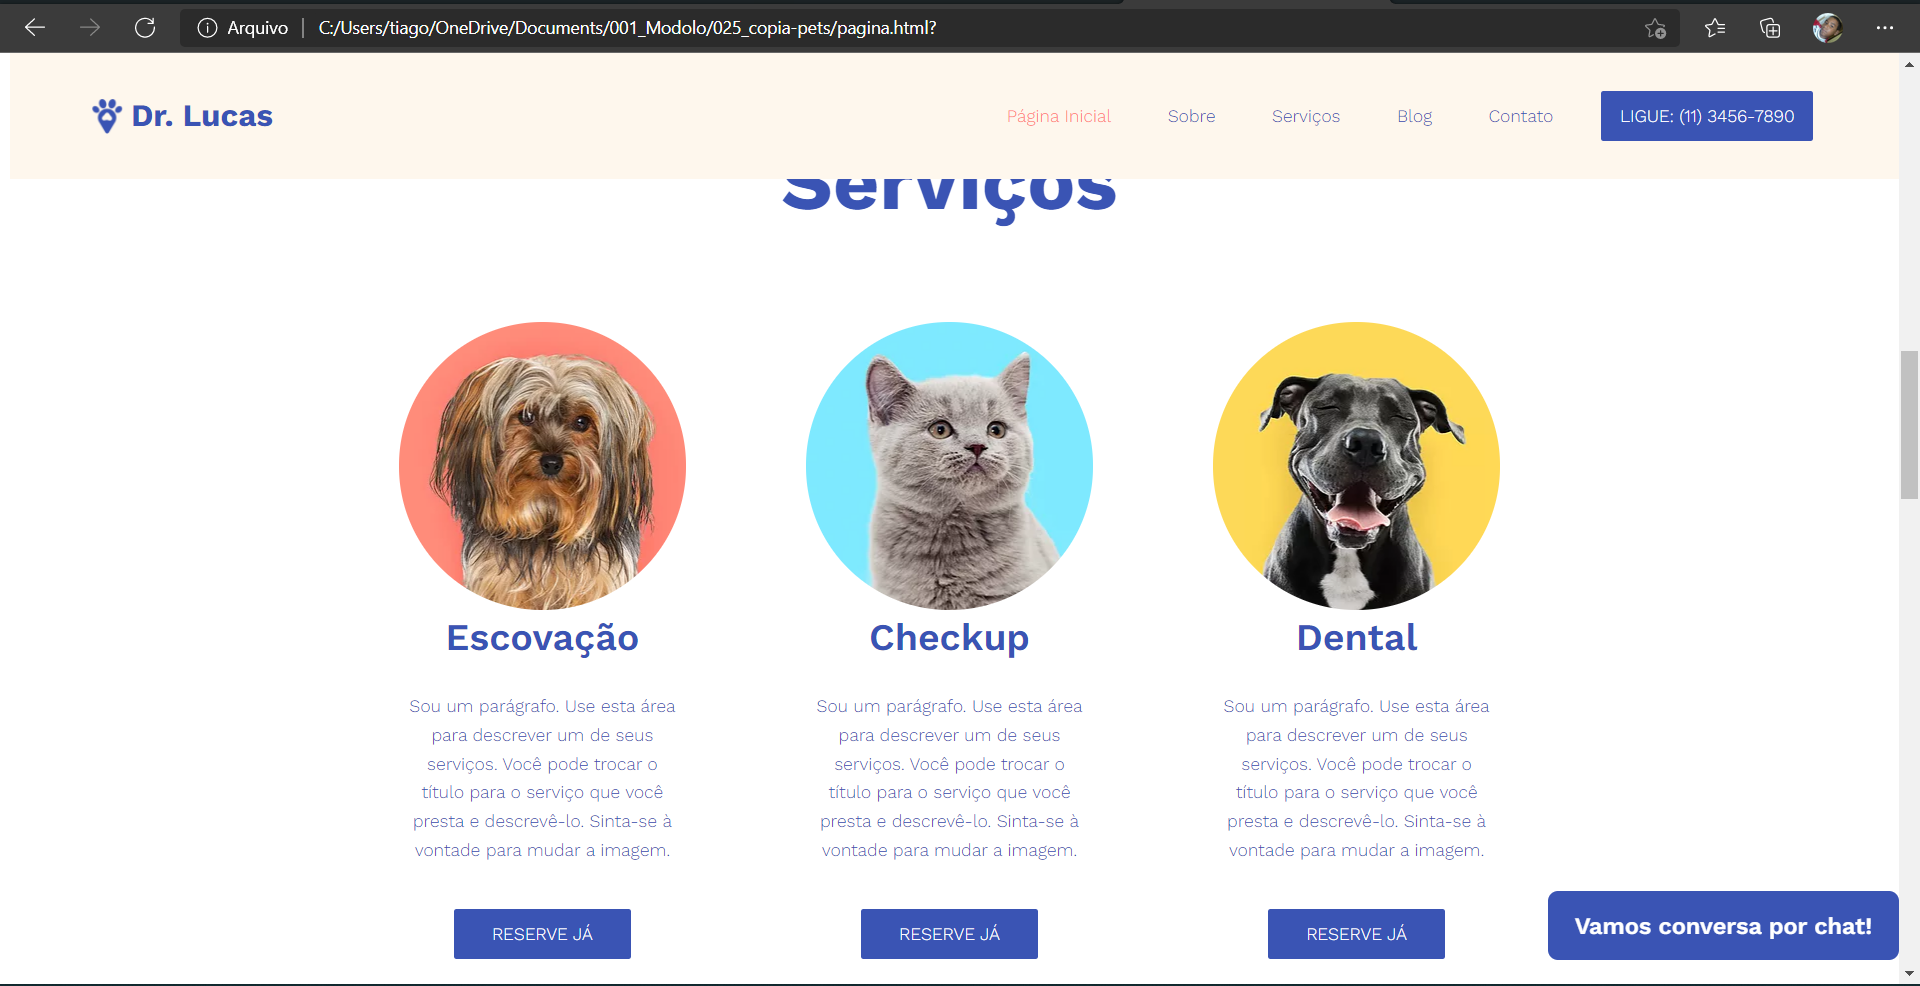 Arquivo | C:/Users/tiago/OneDrive/Documents/001_Modolo/025_copia-pets/pagina.html?
Dr. Lucas
Página Inicial
Sobre
Serviços
Blog
Contato
LIGUE: (11) 3456-7890
Serviços
Escovação
Sou um parágrafo. Use esta área
para descrever um de seus
serviços. Você pode trocar o
título para o serviço que você
presta e descrevê-lo. Sinta-se à
vontade para mudar a imagem.
RESERVE JÁ
Checkup
Sou um parágrafo. Use esta área
para descrever um de seus
serviços. Você pode trocar o
título para o serviço que você
presta e descrevê-lo. Sinta-se à
vontade para mudar a imagem.
RESERVE JÁ
Dental
Sou um parágrafo. Use esta área
para descrever um de seus
serviços. Você pode trocar o
título para o serviço que você
presta e descrevê-lo. Sinta-se à
vontade para mudar a imagem.
RESERVE JÁ
Vamos conversa por chat!